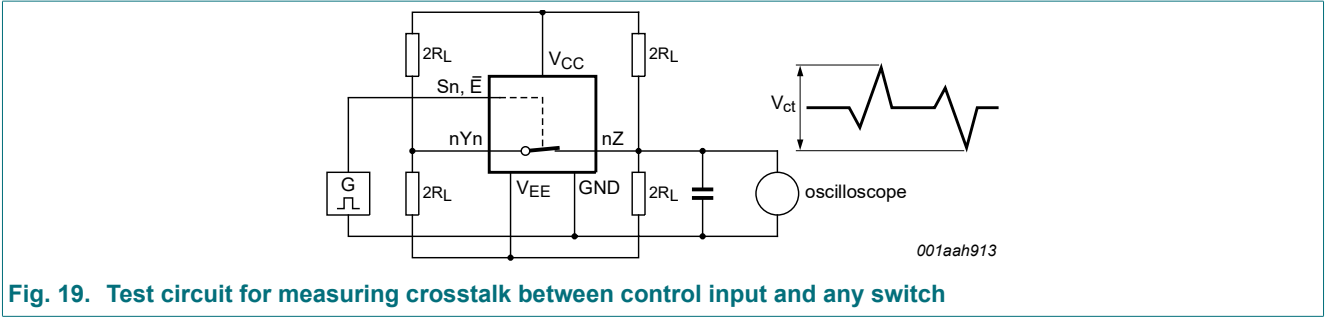 2RL
VCC
2RL
Sn, E̅
Vct
nYn
nZ
G
2RL
VEE
GND
2RL
oscilloscope
001aah913
Fig. 19. Test circuit for measuring crosstalk between control input and any switch